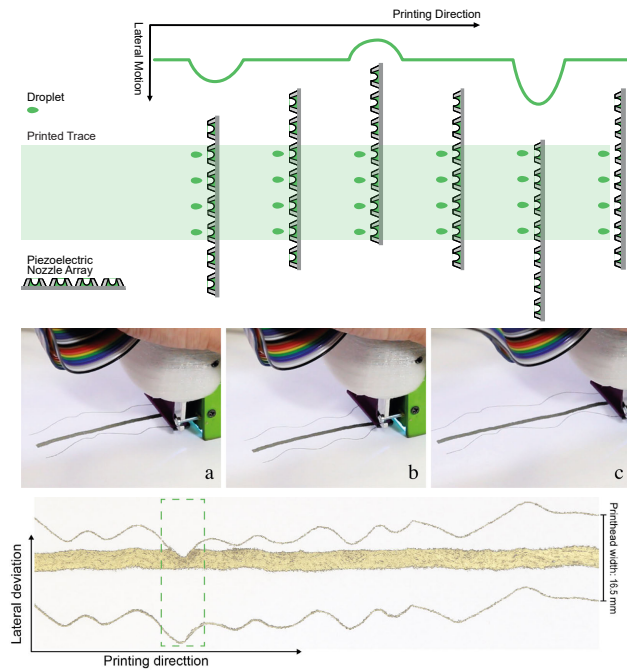 Printing Direction
Lateral
Motion
Droplet
Printed Trace
Piezoelectric
Nozzle Array
a
b
c
Lateral deviation
Printhead width: 16.5 mm
Printing directtion